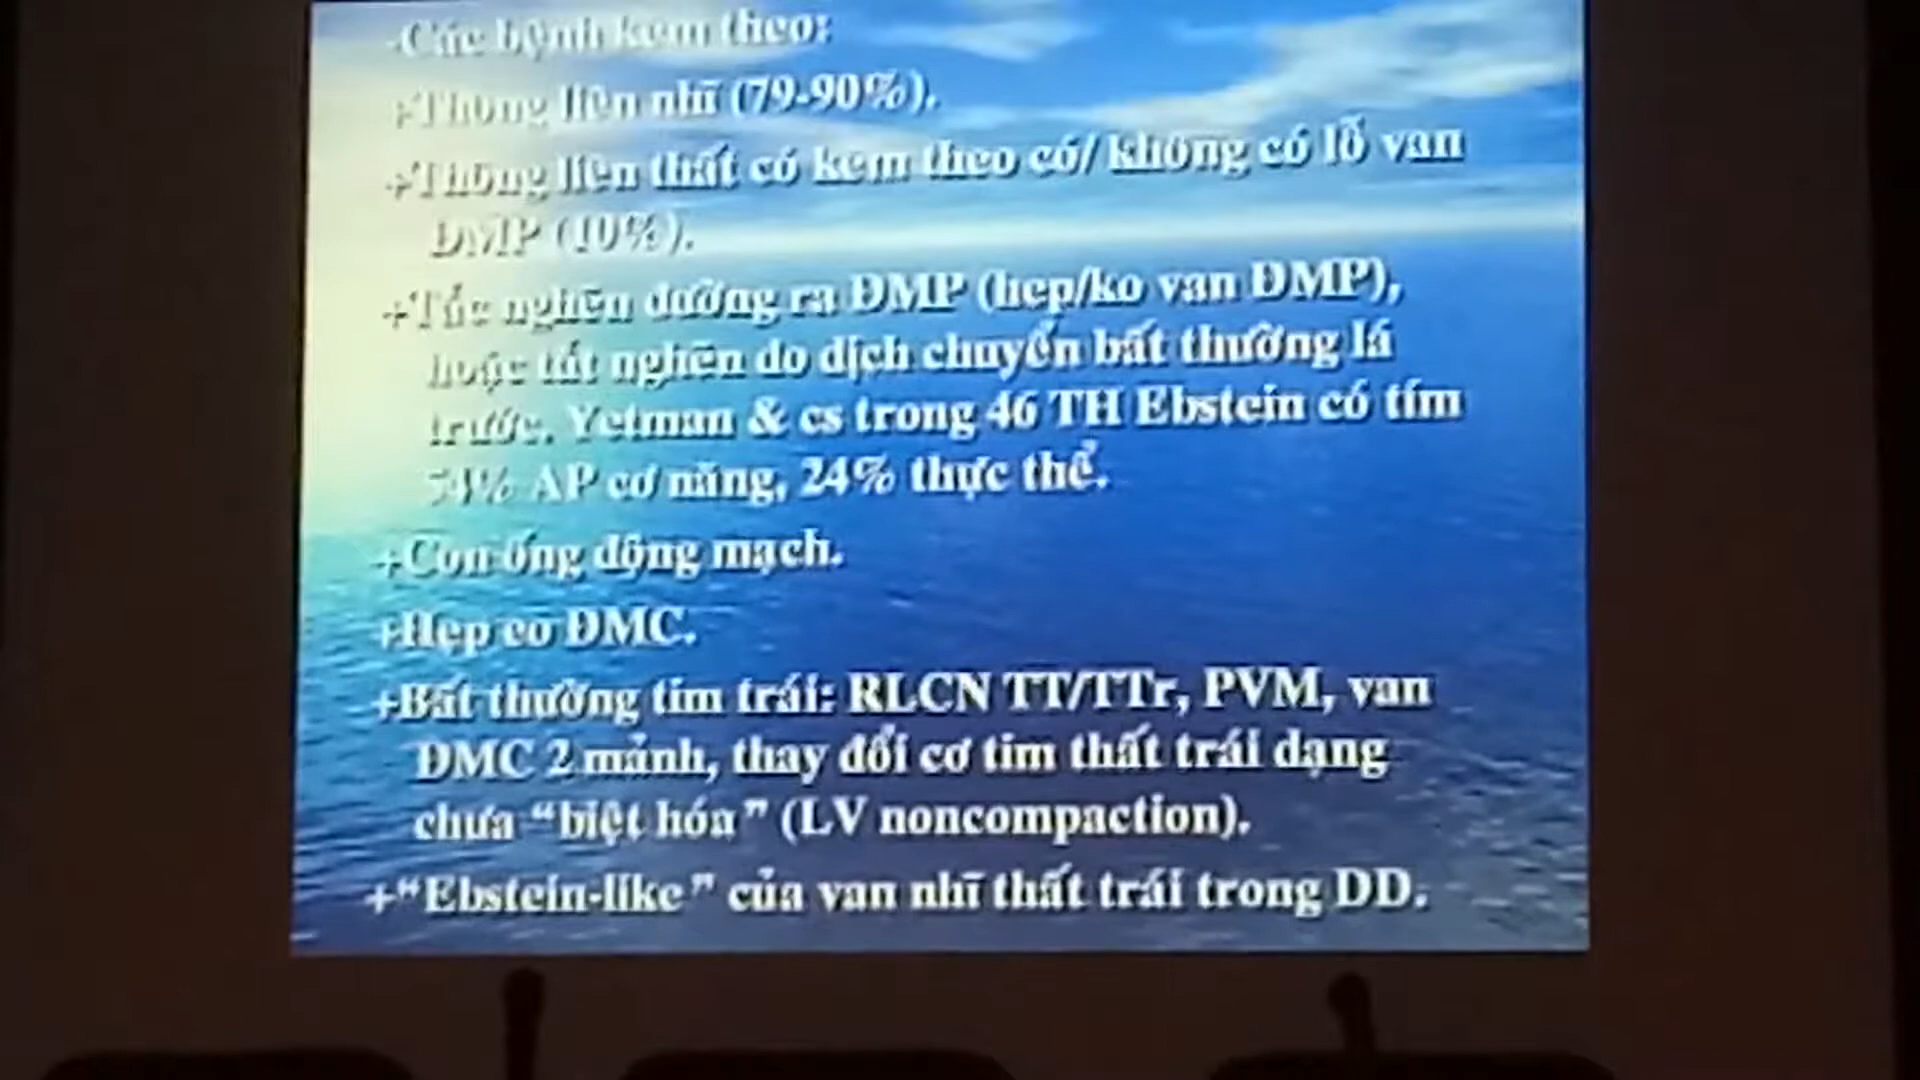 -Các bệnh kèm theo:
+Thông liên nhĩ (79-90%).
+Thông liên thất có kèm theo có/ không có lỗ van
ĐMP (10%).
+Tắc nghẽn đường ra ĐMP (hẹp/ko van ĐMP),
hoặc tắt nghẽn do dịch chuyển bất thường lá
trước. Yetman & cs trong 46 TH Ebstein có tím
54% AP cơ năng, 24% thực thể.
+Còn ống động mạch.
+Hẹp eo ĐMC.
+Bất thường tim trái: RLCN TT/TTr, PVM, van
ĐMC 2 mảnh, thay đổi cơ tim thất trái dạng
chưa “biệt hóa” (LV noncompaction).
+“Ebstein-like” của van nhĩ thất trái trong DD.